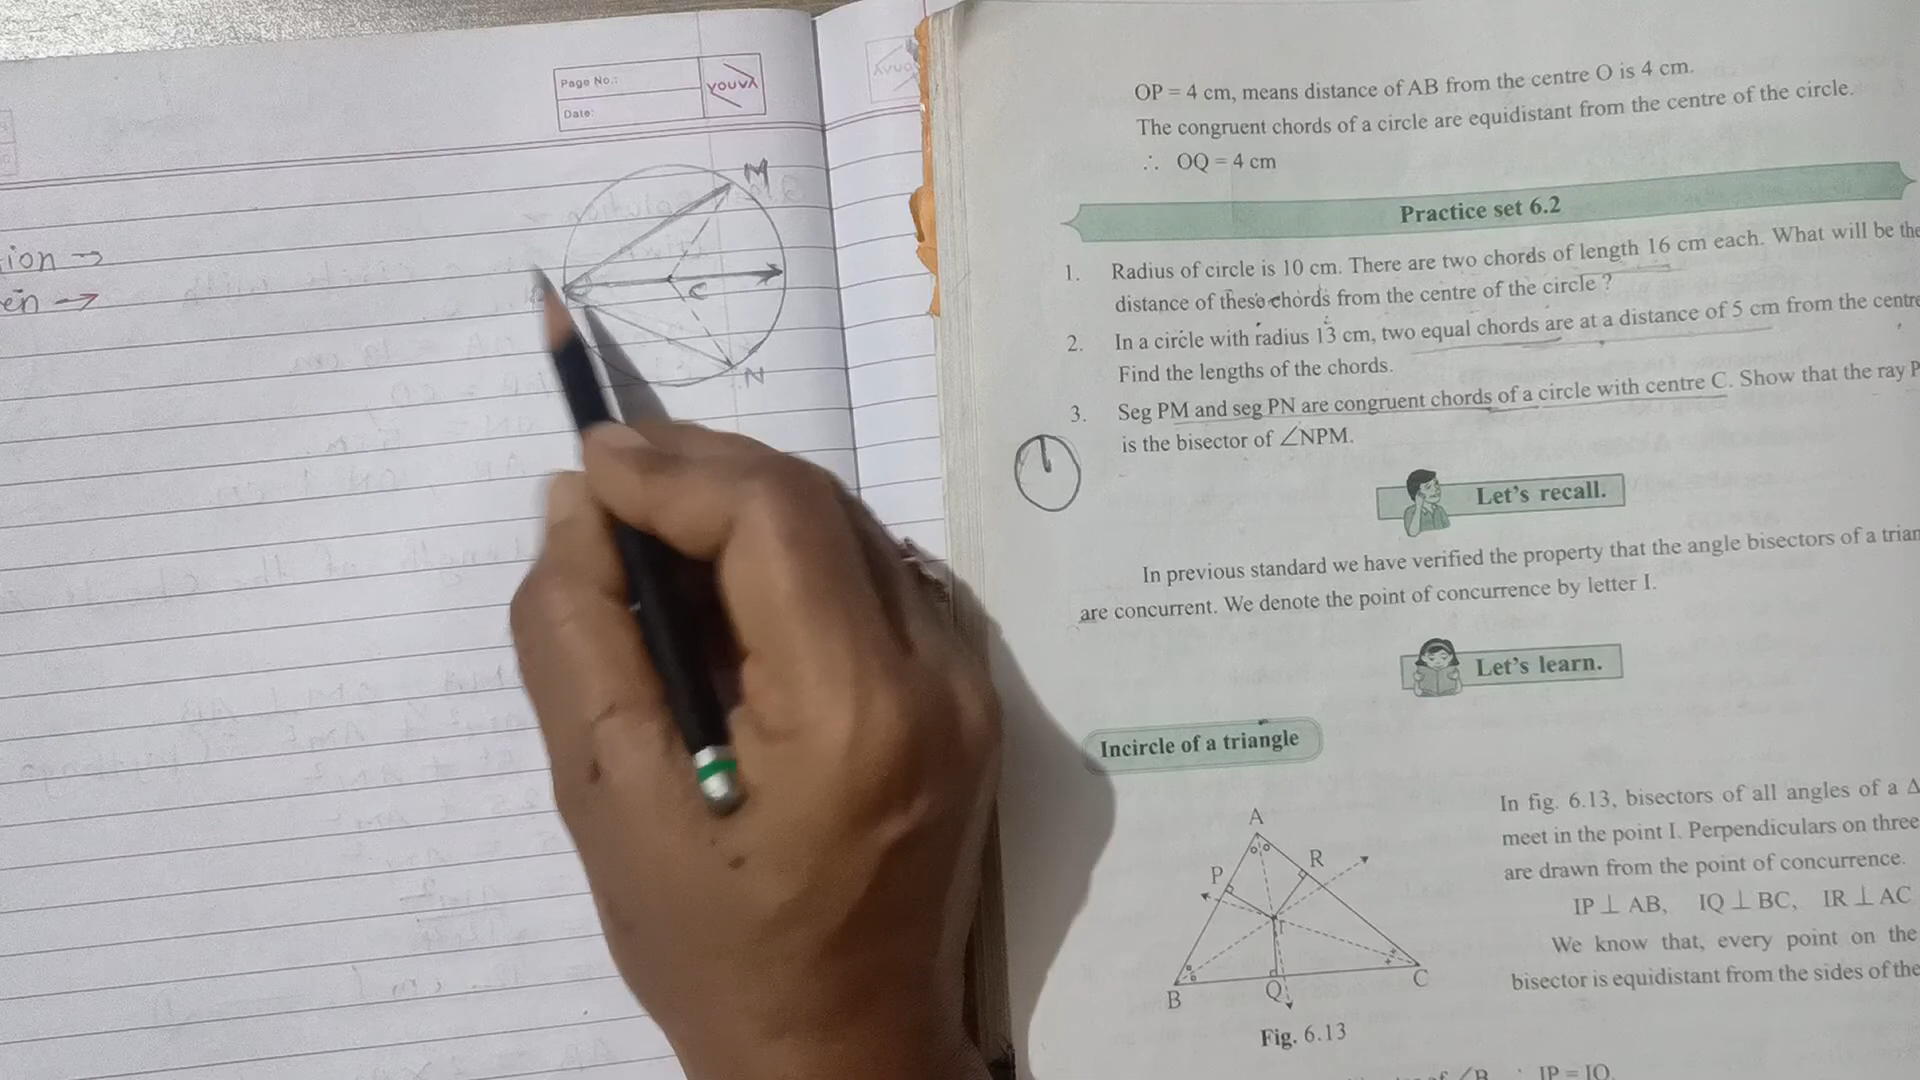 Page No.:
YOUVA
Date:
M
ion →
en →
C
N
OP = 4 cm, means distance of AB from the centre O is 4 cm.
The congruent chords of a circle are equidistant from the centre of the circle.
∴ OQ = 4 cm
Practice set 6.2
1. Radius of circle is 10 cm. There are two chords of length 16 cm each. What will be the
distance of these chords from the centre of the circle ?
2. In a circle with radius 13 cm, two equal chords are at a distance of 5 cm from the centre
Find the lengths of the chords.
3. Seg PM and seg PN are congruent chords of a circle with centre C. Show that the ray P
is the bisector of ∠NPM.
Let's recall.
In previous standard we have verified the property that the angle bisectors of a trian
are concurrent. We denote the point of concurrence by letter I.
Let's learn.
Incircle of a triangle
A
R
P
I
B
Q
C
Fig. 6.13
In fig. 6.13, bisectors of all angles of a Δ
meet in the point I. Perpendiculars on three
are drawn from the point of concurrence.
IP ⊥ AB, IQ ⊥ BC, IR ⊥ AC
We know that, every point on the
bisector is equidistant from the sides of the
∠B ∴ IP = IQ.